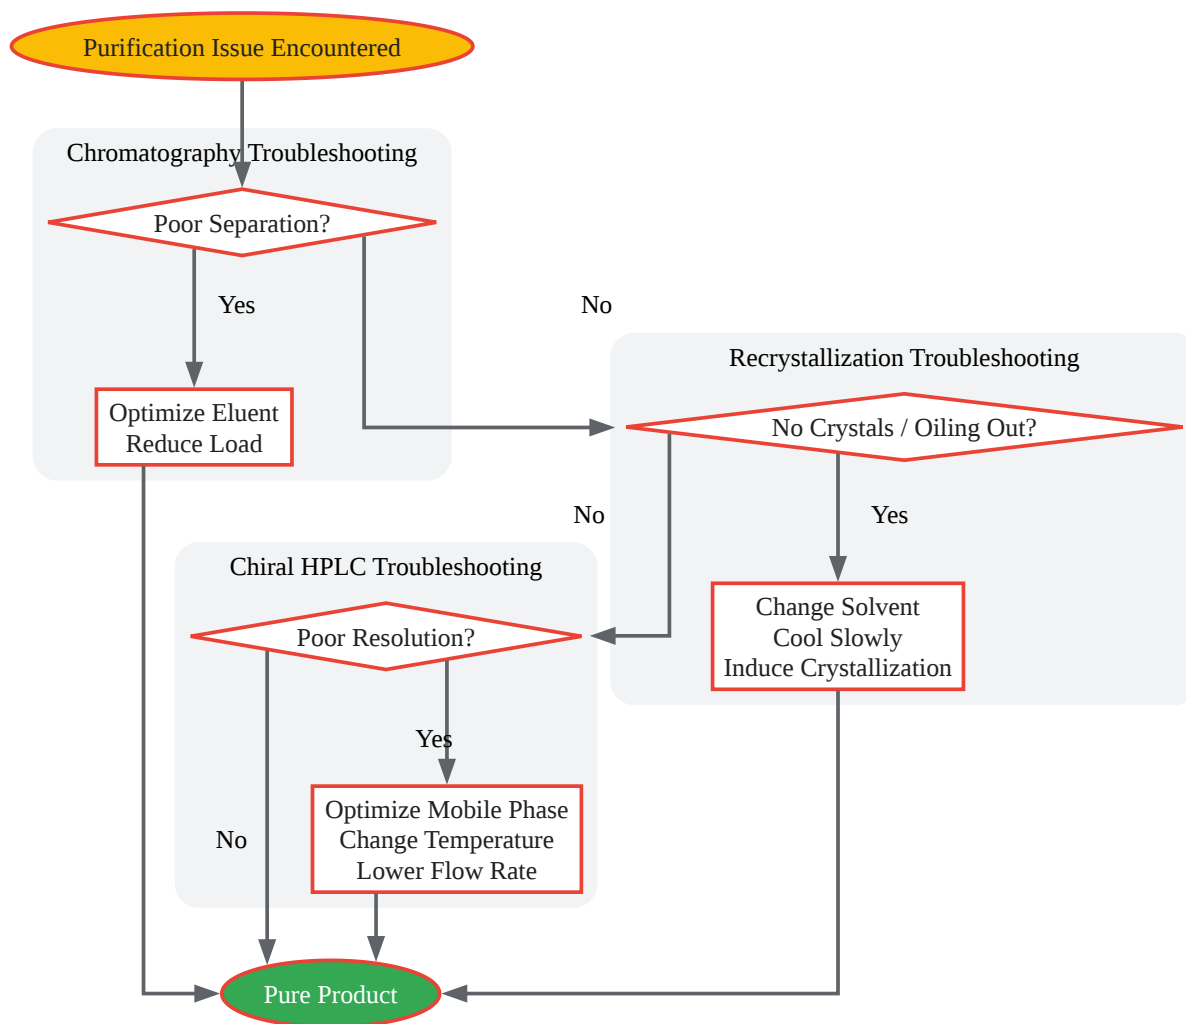 Purification Issue Encountered
Chromatography Troubleshooting
Poor Separation?
Yes
No
Optimize Eluent
Reduce Load
Recrystallization Troubleshooting
No Crystals / Oiling Out?
No
Yes
Change Solvent
Cool Slowly
Induce Crystallization
Chiral HPLC Troubleshooting
Poor Resolution?
Yes
No
Optimize Mobile Phase
Change Temperature
Lower Flow Rate
Pure Product